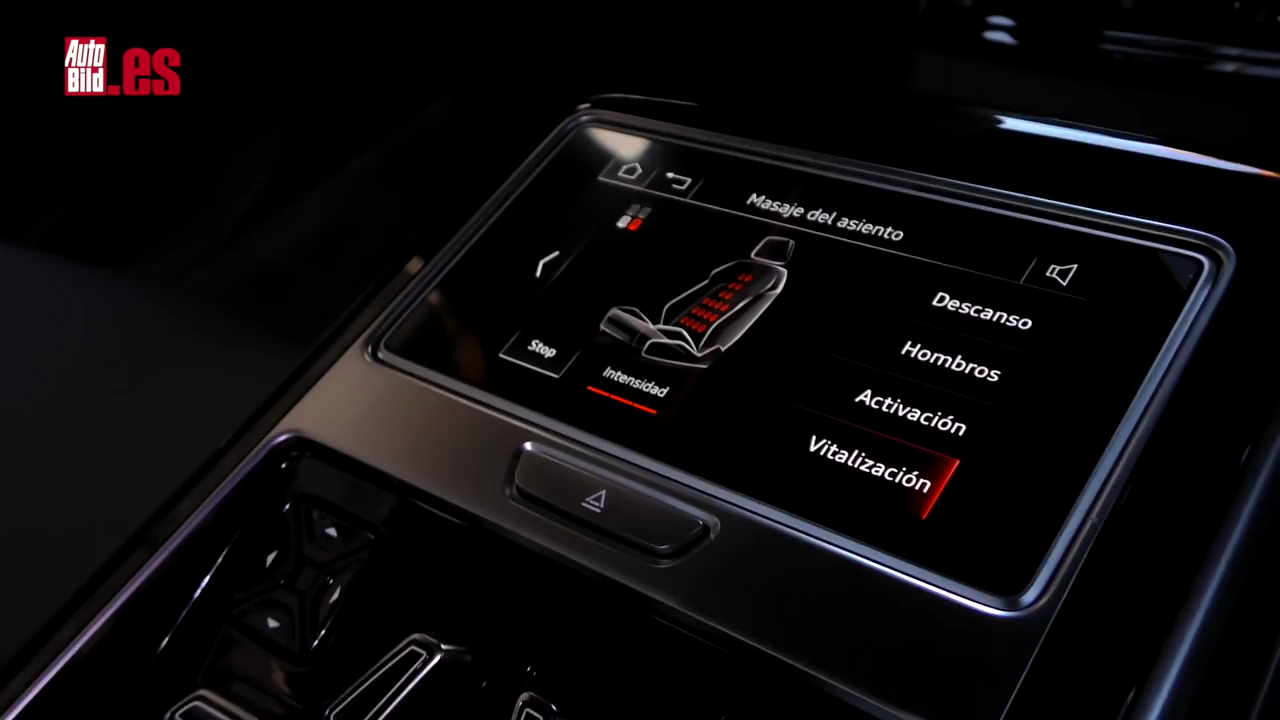 Auto
Bild.es
Masaje del asiento
Descanso
Hombros
Activación
Vitalización
Stop
Intensidad